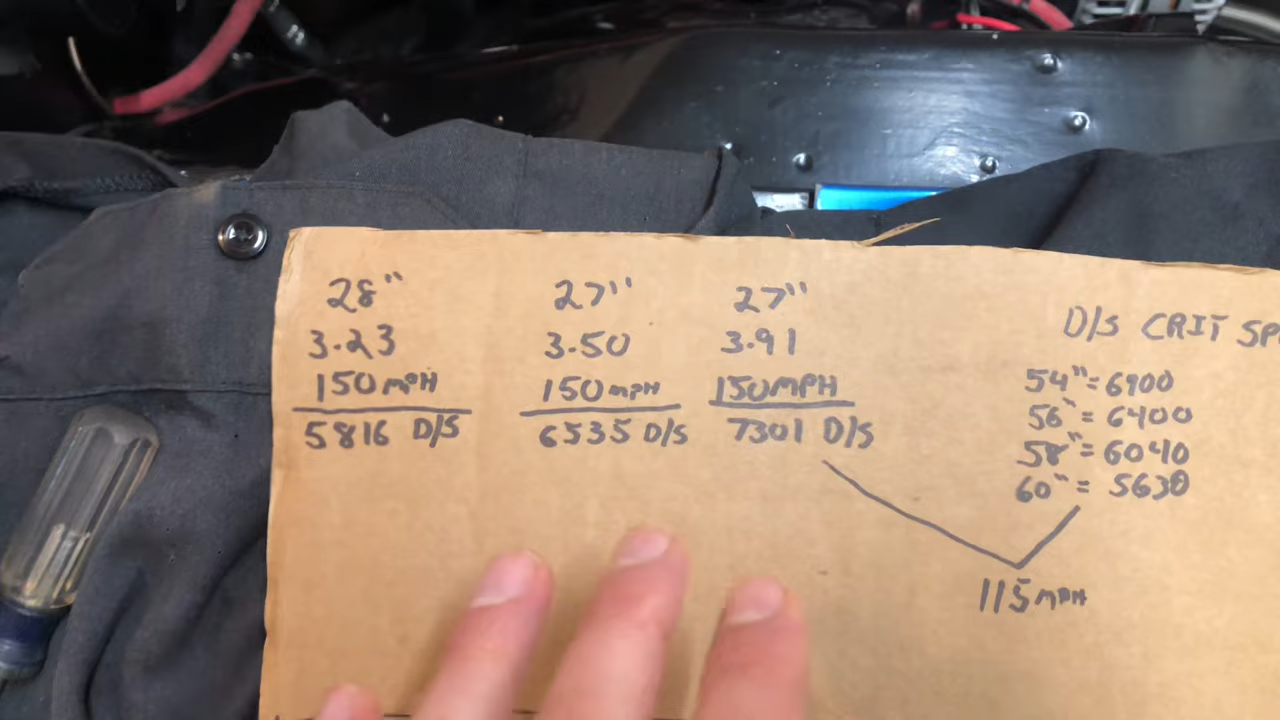 28"
3.23
150mPH
5816 D/S
27"
3.50
150mPH
6535 D/S
27"
3.91
150MPH
7301 D/S
D/S CRIT
54"=6900
56"=6400
58"=6040
60"=5630
115mPH